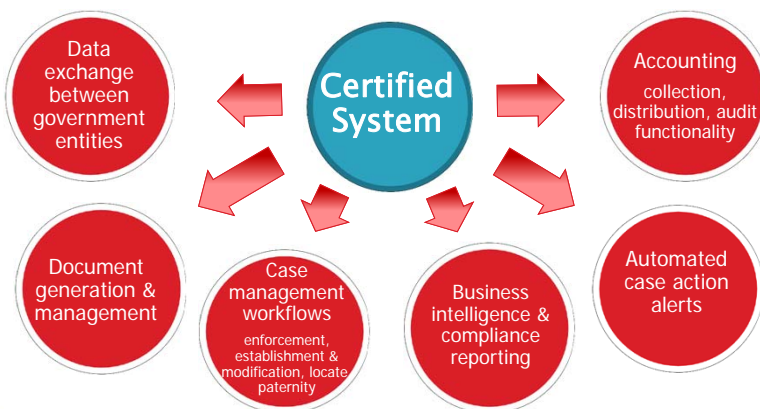 Certified
System
Data
exchange
between
government
entities
Document
generation &
management
Case
management
workflows
enforcement,
establishment &
modification, locate
paternity
Business
intelligence &
compliance
reporting
Automated
case action
alerts
Accounting
collection,
distribution, audit
functionality